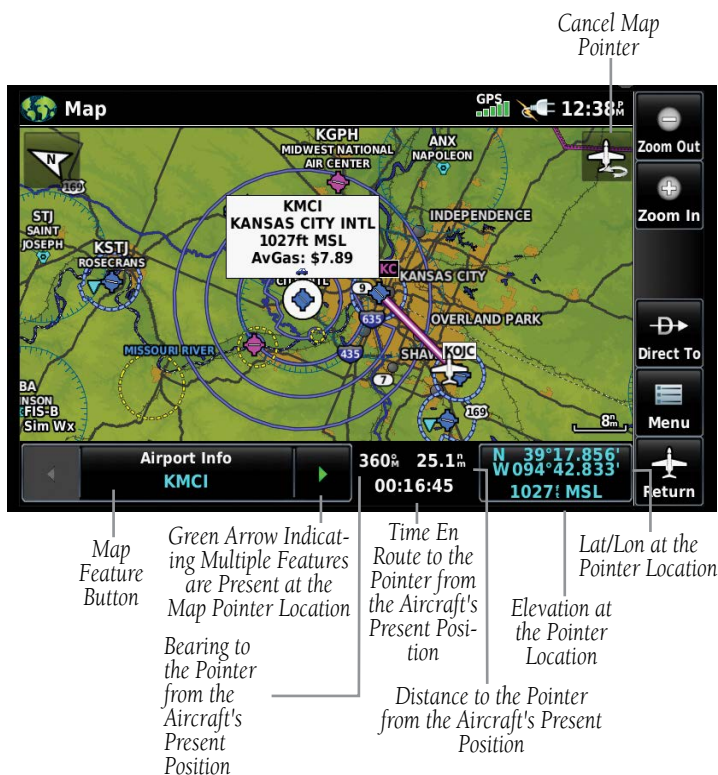 Cancel Map
Pointer
Map
GPS
12:38PM
Zoom Out
Zoom In
Direct To
Menu
Return
N
169
KGPH
MIDWEST NATIONAL
AIR CENTER
ANX
NAPOLEON
KMCI
KANSAS CITY INTL
1027ft MSL
AvGas: $7.89
INDEPENDENCE
STJ
SAINT
JOSEPH
KSTJ
ROSECRANS
KC
KANSAS CITY
9
635
OVERLAND PARK
MISSOURI RIVER
435
SHAW
KOJC
7
169
BA
NSON
FIS-B
Sim Wx
8nm
Airport Info
KMCI
360°M
25.1nm
00:16:45
N 39°17.856'
W094°42.833'
1027ft MSL
Map
Feature
Button
Green Arrow Indicat-
ing Multiple Features
are Present at the
Map Pointer Location
Bearing to
the Pointer
from the
Aircraft's
Present
Position
Time En
Route to the
Pointer from
the Aircraft's
Present Posi-
tion
Distance to the Pointer
from the Aircraft's Present
Position
Elevation at
the Pointer
Location
Lat/Lon at the
Pointer Location